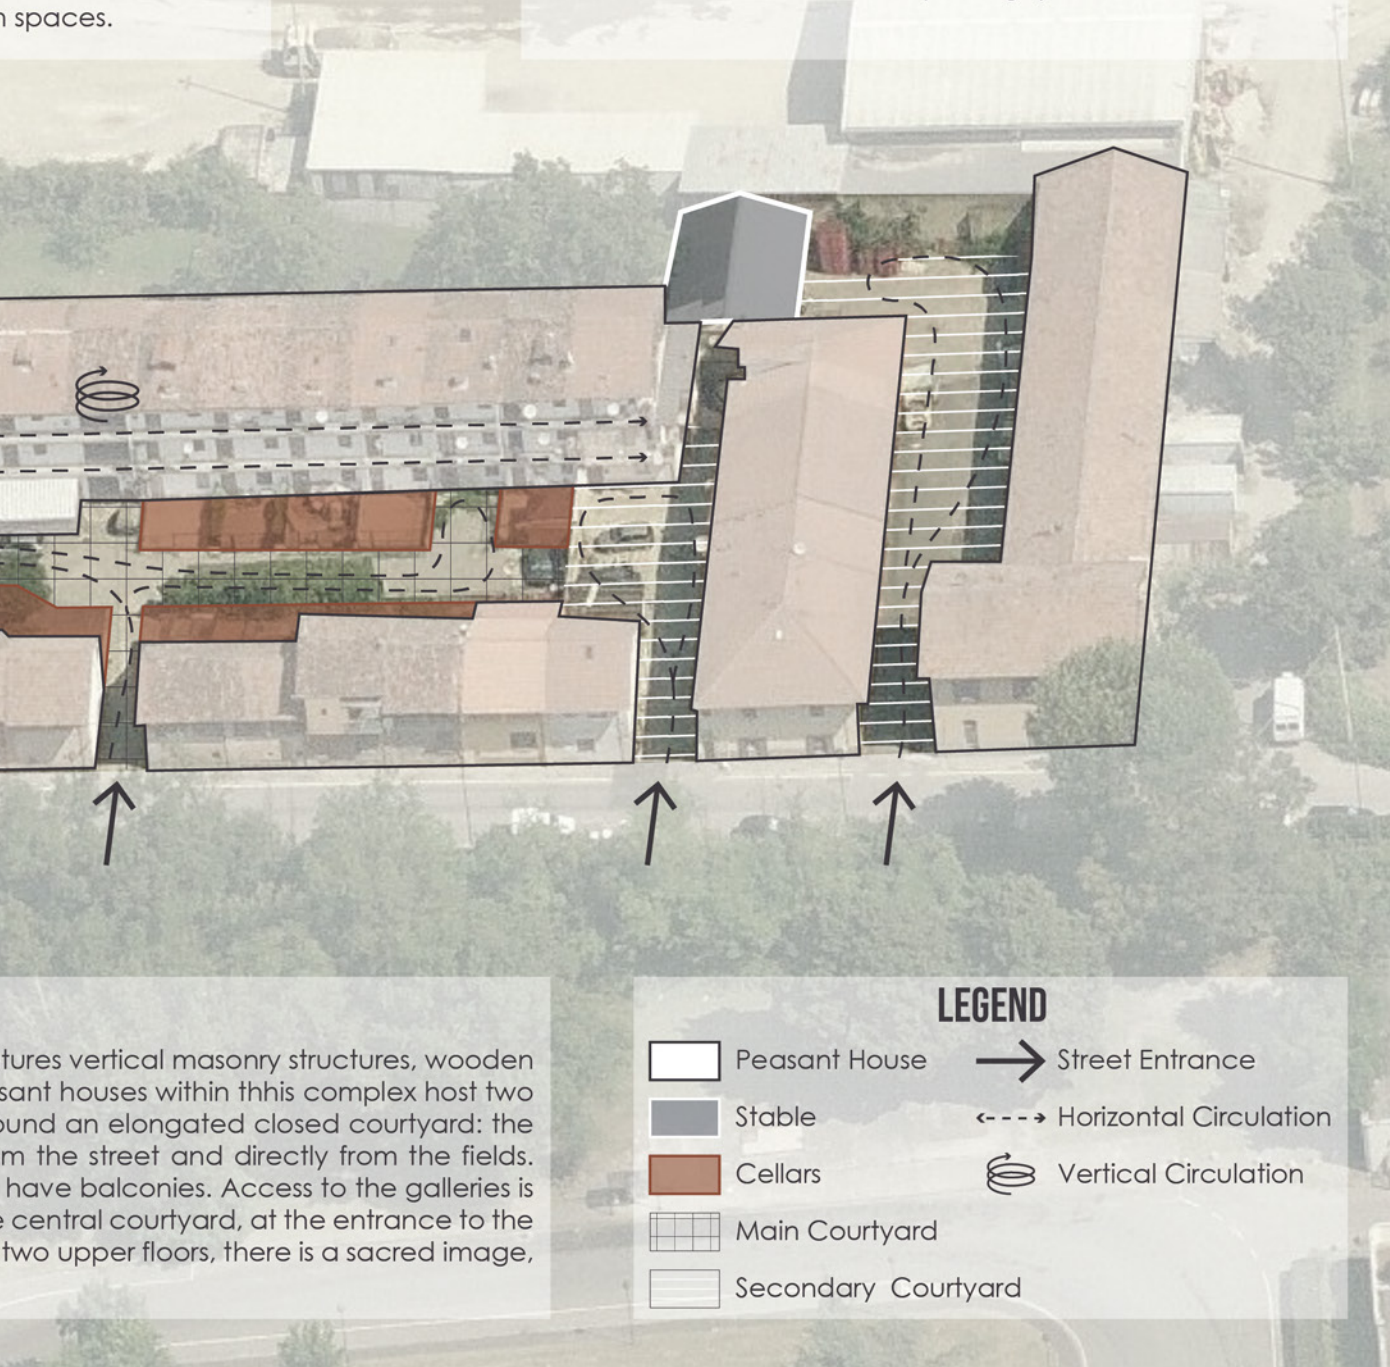 spaces.
tures vertical masonry structures, wooden
sant houses within thhis complex host two
ound an elongated closed courtyard: the
m the street and directly from the fields.
have balconies. Access to the galleries is
e central courtyard, at the entrance to the
two upper floors, there is a sacred image,
LEGEND
Peasant House
Stable
Cellars
Main Courtyard
Secondary Courtyard
Street Entrance
Horizontal Circulation
Vertical Circulation